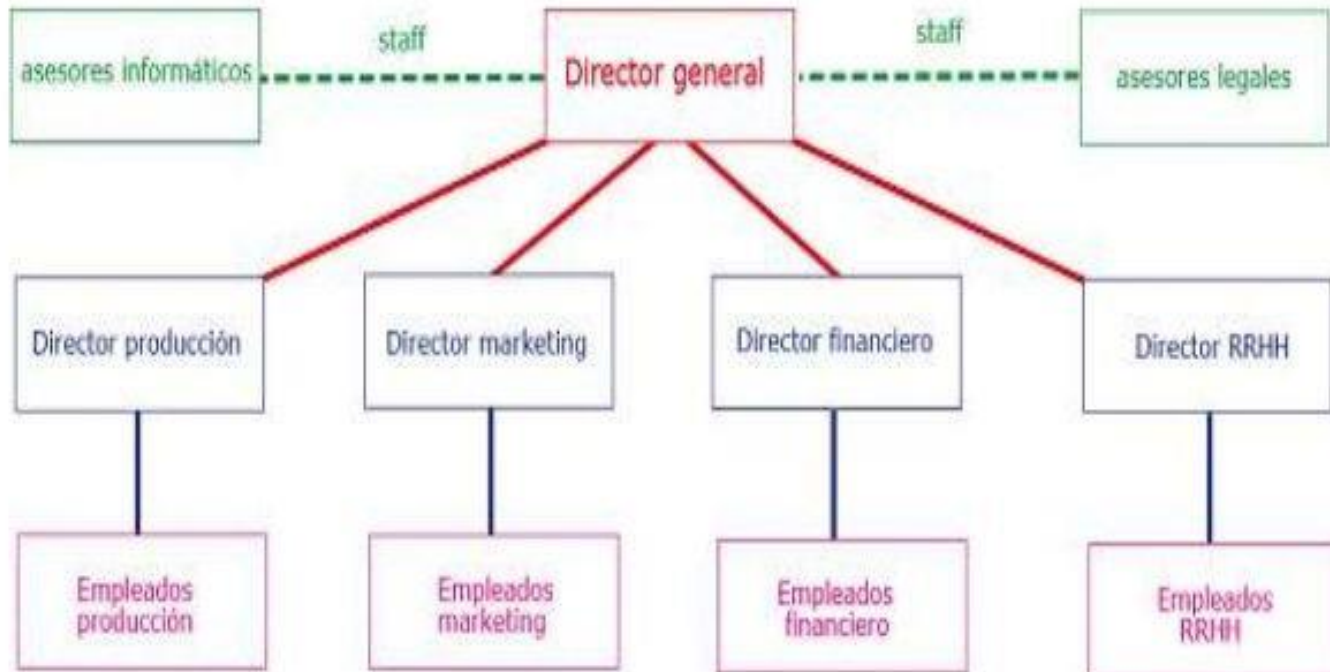 staff
staff
asesores informáticos
Director general
asesores legales
Director producción
Director marketing
Director financiero
Director RRHH
Empleados
producción
Empleados
marketing
Empleados
financiero
Empleados
RRHH